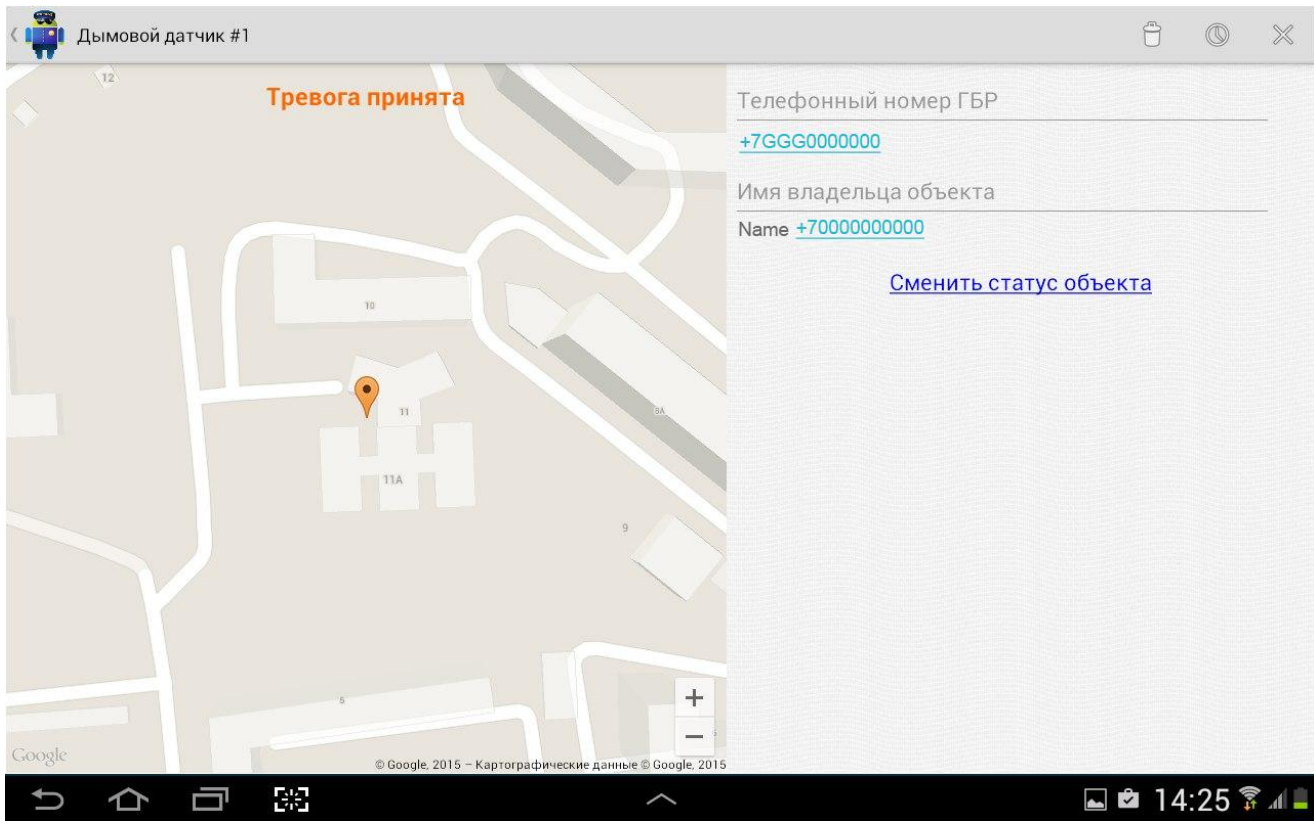 Дымовой датчик #1
12
Тревога принята
Телефонный номер ГБР
+7GGG0000000
Имя владельца объекта
Name +70000000000
Сменить статус объекта
10
11
8А
11А
9
5
+
−
Google
© Google, 2015 – Картографические данные © Google, 2015
14:25